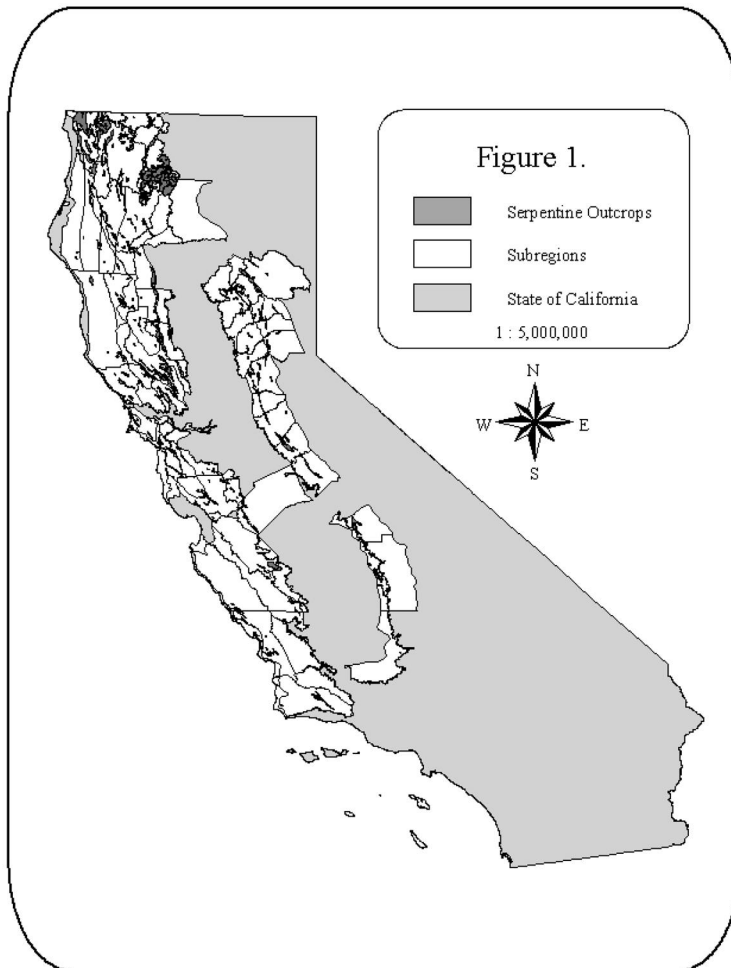 Figure 1.
Serpentine Outcrops
Subregions
State of California
1 : 5,000,000
N
W E
S